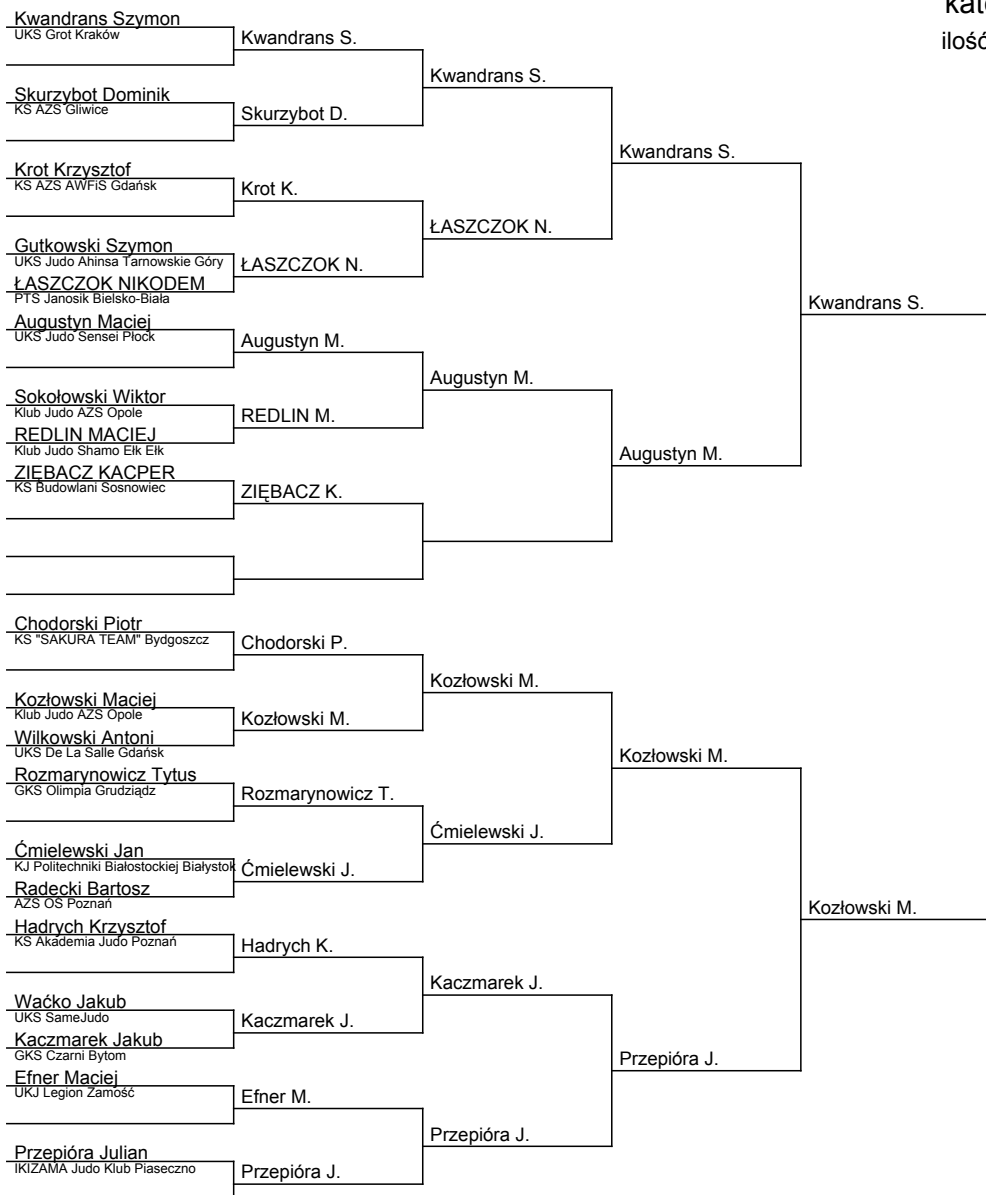 Kwandrans Szymon
UKS Grot Kraków
Skurzybot Dominik
KS AZS Gliwice
Krot Krzysztof
KS AZS AWFiS Gdańsk
Gutkowski Szymon
UKS Judo Ahinsa Tarnowskie Góry
ŁASZCZOK NIKODEM
PTS Janosik Bielsko-Biała
Augustyn Maciej
UKS Judo Sensei Płock
Sokołowski Wiktor
Klub Judo AZS Opole
REDLIN MACIEJ
Klub Judo Shamo Ełk Ełk
ZIĘBACZ KACPER
KS Budowlani Sosnowiec
Chodorski Piotr
KS "SAKURA TEAM" Bydgoszcz
Kozłowski Maciej
Klub Judo AZS Opole
Wilkowski Antoni
UKS De La Salle Gdańsk
Rozmarynowicz Tytus
GKS Olimpia Grudziądz
Ćmielewski Jan
KJ Politechniki Białostockiej Białystok
Radecki Bartosz
AZS OŚ Poznań
Hadrych Krzysztof
KS Akademia Judo Poznań
Waćko Jakub
UKS SameJudo
Kaczmarek Jakub
GKS Czarni Bytom
Efner Maciej
UKJ Legion Zamość
Przepióra Julian
IKIZAMA Judo Klub Piaseczno
Kwandrans S.
Skurzybot D.
Krot K.
ŁASZCZOK N.
Augustyn M.
REDLIN M.
ZIĘBACZ K.
Chodorski P.
Kozłowski M.
Rozmarynowicz T.
Ćmielewski J.
Hadrych K.
Kaczmarek J.
Efner M.
Przepióra J.
Kwandrans S.
ŁASZCZOK N.
Augustyn M.
Kozłowski M.
Ćmielewski J.
Kaczmarek J.
Przepióra J.
Kwandrans S.
Augustyn M.
Kozłowski M.
Przepióra J.
Kwandrans S.
Kozłowski M.
ilość